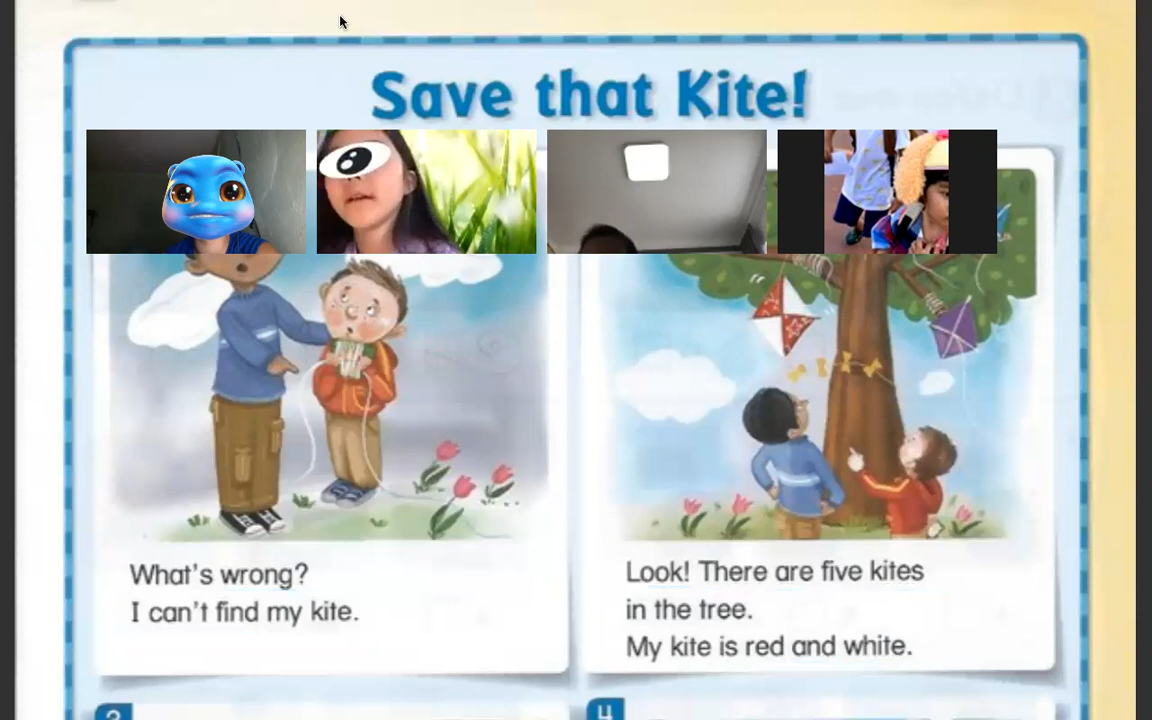 Save that Kite!
What's wrong?
I can't find my kite.
Look! There are five kites
in the tree.
My kite is red and white.
4